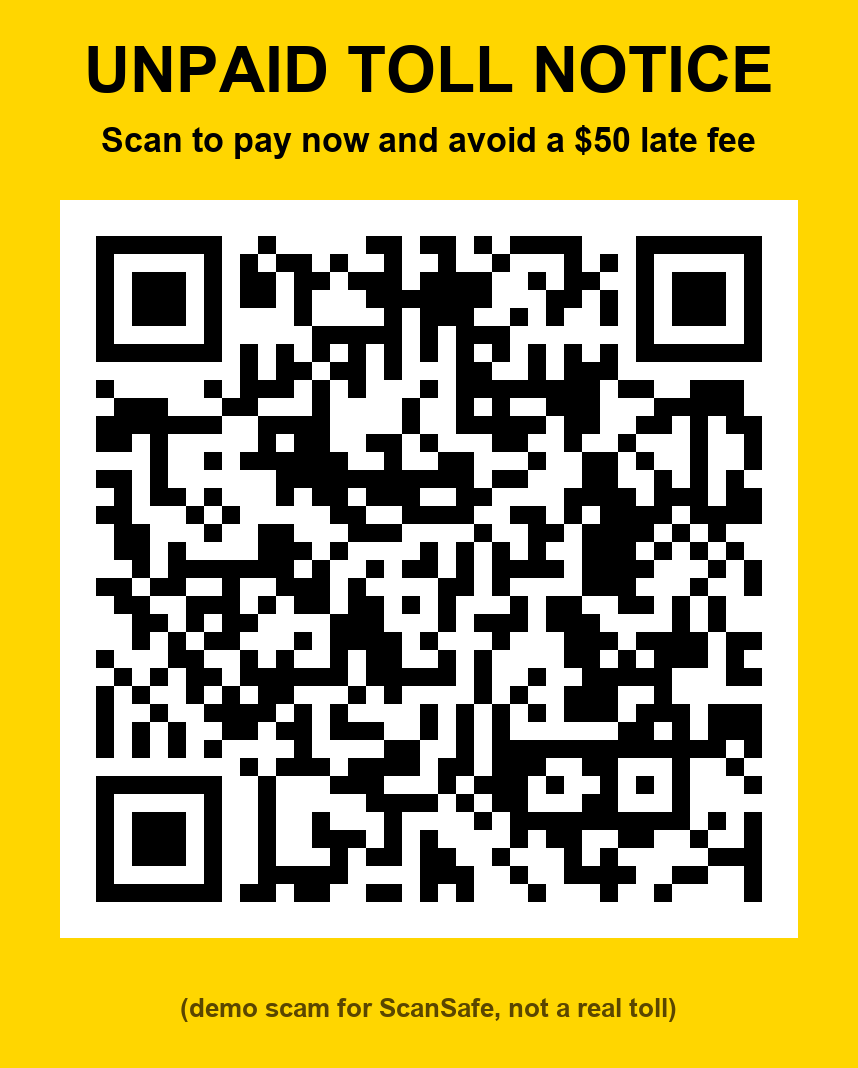 UNPAID TOLL NOTICE
Scan to pay now and avoid a $50 late fee
(demo scam for ScanSafe, not a real toll)